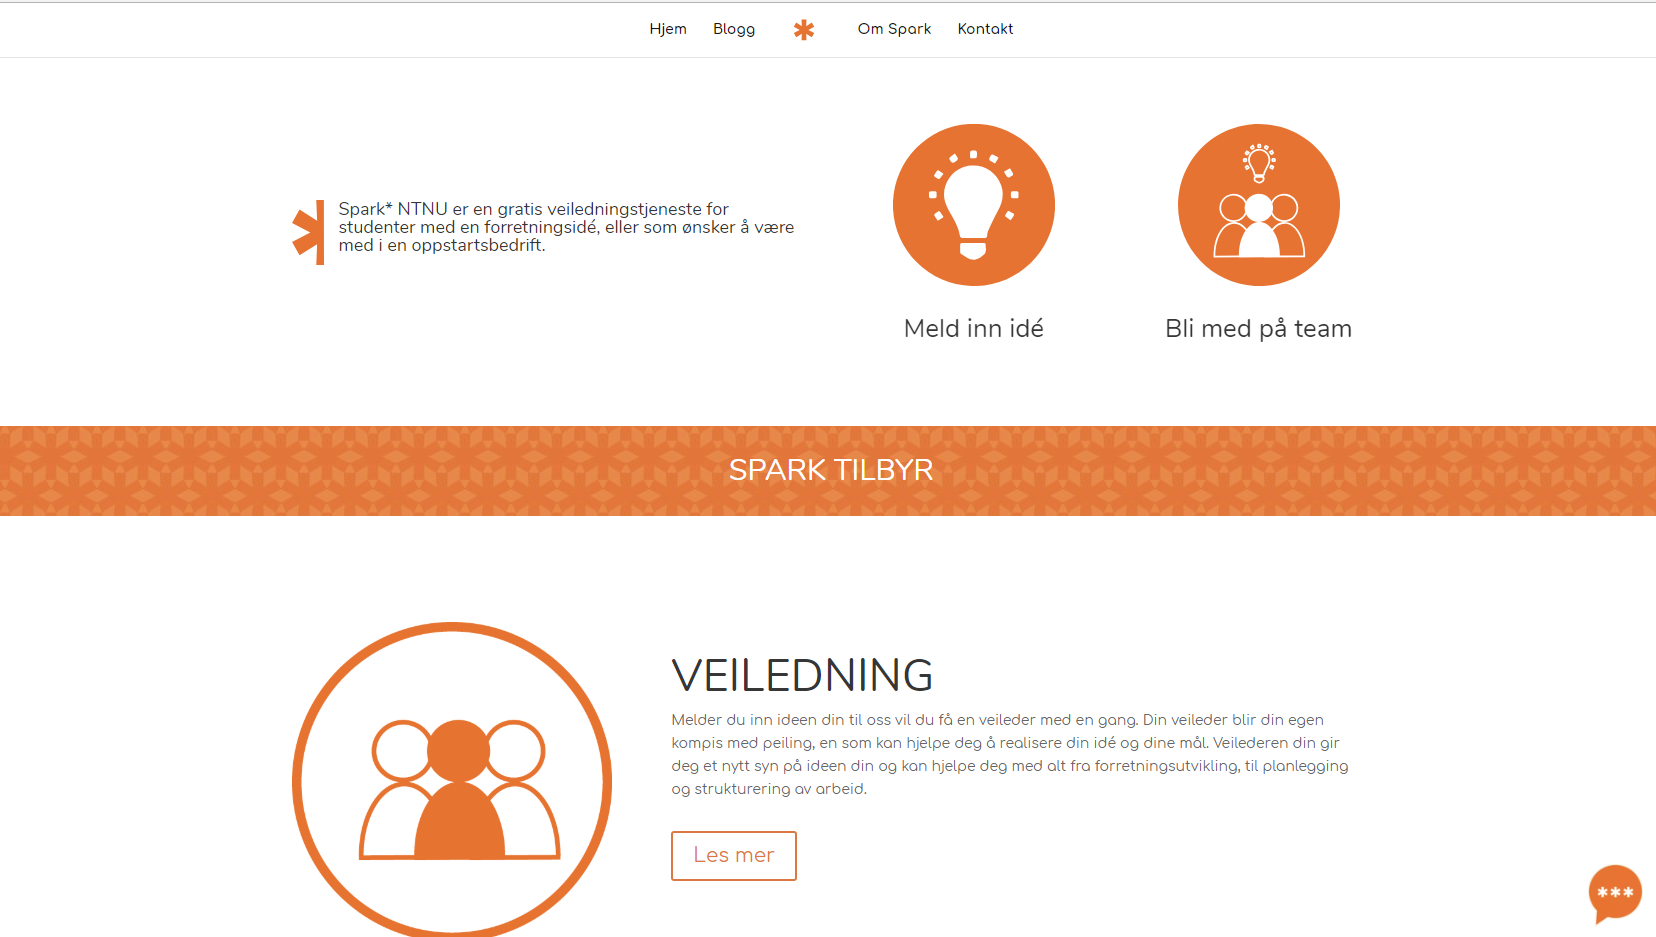 Hjem Blogg Om Spark Kontakt
Spark* NTNU er en gratis veiledningstjeneste for
studenter med en forretningsidé, eller som ønsker å være
med i en oppstartsbedrift.
Meld inn idé
Bli med på team
SPARK TILBYR
VEILEDNING
Melder du inn ideen din til oss vil du få en veileder med en gang. Din veileder blir din egen
kompis med peiling, en som kan hjelpe deg å realisere din idé og dine mål. Veilederen din gir
deg et nytt syn på ideen din og kan hjelpe deg med alt fra forretningsutvikling, til planlegging
og strukturering av arbeid.
Les mer